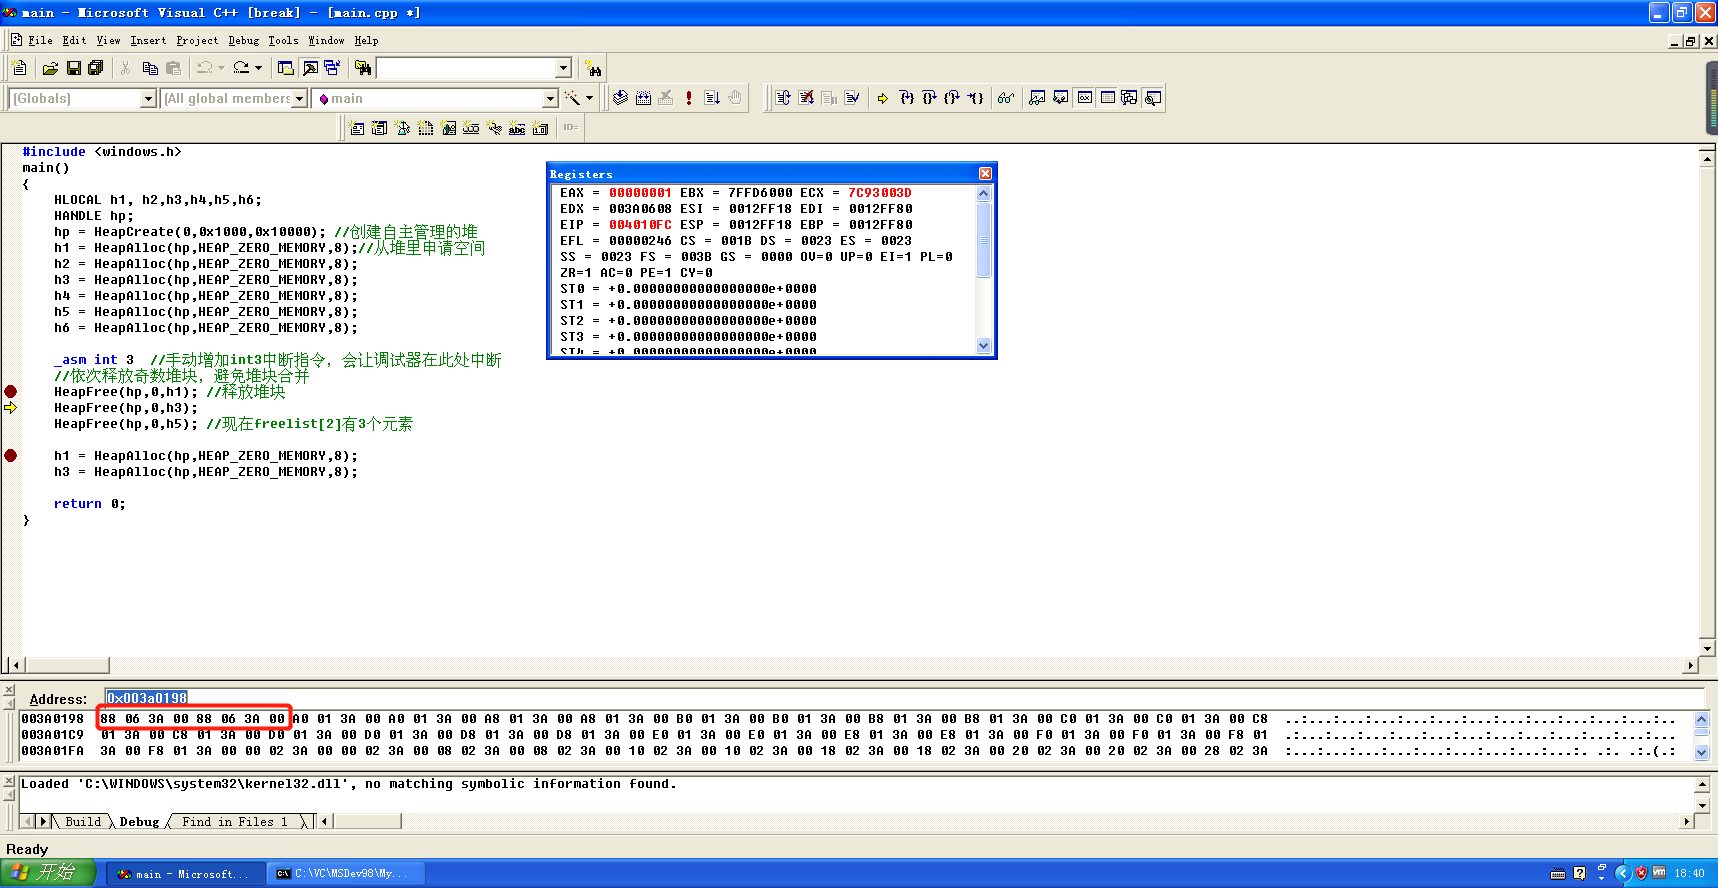 main - Microsoft Visual C++ [break] - [main.cpp *]
File Edit View Insert Project Debug Tools Window Help
[Globals] [All global members main
ID=
#include <windows.h>
main()
{
HLOCAL h1, h2,h3,h4,h5,h6;
HANDLE hp;
hp = HeapCreate(0,0x1000,0x10000); //创建自主管理的堆
h1 = HeapAlloc(hp,HEAP_ZERO_MEMORY,8);//从堆里申请空间
h2 = HeapAlloc(hp,HEAP_ZERO_MEMORY,8);
h3 = HeapAlloc(hp,HEAP_ZERO_MEMORY,8);
h4 = HeapAlloc(hp,HEAP_ZERO_MEMORY,8);
h5 = HeapAlloc(hp,HEAP_ZERO_MEMORY,8);
h6 = HeapAlloc(hp,HEAP_ZERO_MEMORY,8);
_asm int 3 //手动增加int3中断指令，会让调试器在此处中断
//依次释放奇数堆块，避免堆块合并
HeapFree(hp,0,h1); //释放堆块
HeapFree(hp,0,h3);
HeapFree(hp,0,h5); //现在freelist[2]有3个元素
h1 = HeapAlloc(hp,HEAP_ZERO_MEMORY,8);
h3 = HeapAlloc(hp,HEAP_ZERO_MEMORY,8);
return 0;
}
Registers
EAX = 00000001 EBX = 7FFD6000 ECX = 7C93003D
EDX = 003A0608 ESI = 0012FF18 EDI = 0012FF80
EIP = 004010FC ESP = 0012FF18 EBP = 0012FF80
EFL = 00000246 CS = 001B DS = 0023 ES = 0023
SS = 0023 FS = 003B GS = 0000 OV=0 UP=0 EI=1 PL=0
ZR=1 AC=0 PE=1 CY=0
ST0 = +0.00000000000000000e+0000
ST1 = +0.00000000000000000e+0000
ST2 = +0.00000000000000000e+0000
ST3 = +0.00000000000000000e+0000
ST4 = +0.00000000000000000e+0000
Address: 0x003a0198
003A0198 88 06 3A 00 88 06 3A 00 A0 01 3A 00 A0 01 3A 00 A8 01 3A 00 A8 01 3A 00 B0 01 3A 00 B0 01 3A 00 B8 01 3A 00 B8 01 3A 00 C0 01 3A 00 C0 01 3A 00 C8 ..:...:...:...:...:...:...:...:...:...:...:...:..
003A01C9 01 3A 00 C8 01 3A 00 D0 01 3A 00 D0 01 3A 00 D8 01 3A 00 D8 01 3A 00 E0 01 3A 00 E0 01 3A 00 E8 01 3A 00 E8 01 3A 00 F0 01 3A 00 F0 01 3A 00 F8 01 .:...:...:...:...:...:...:...:...:...:...:...:...
003A01FA 3A 00 F8 01 3A 00 00 02 3A 00 00 02 3A 00 08 02 3A 00 08 02 3A 00 10 02 3A 00 10 02 3A 00 18 02 3A 00 18 02 3A 00 20 02 3A 00 20 02 3A 00 28 02 3A :...:...:...:...:...:...:...:...:...:. .:. .:.(.:
Loaded 'C:\WINDOWS\system32\kernel32.dll', no matching symbolic information found.
Build Debug Find in Files 1
Ready
开始 main - Microsoft... C:\VC\MSDev98\My... 18:40